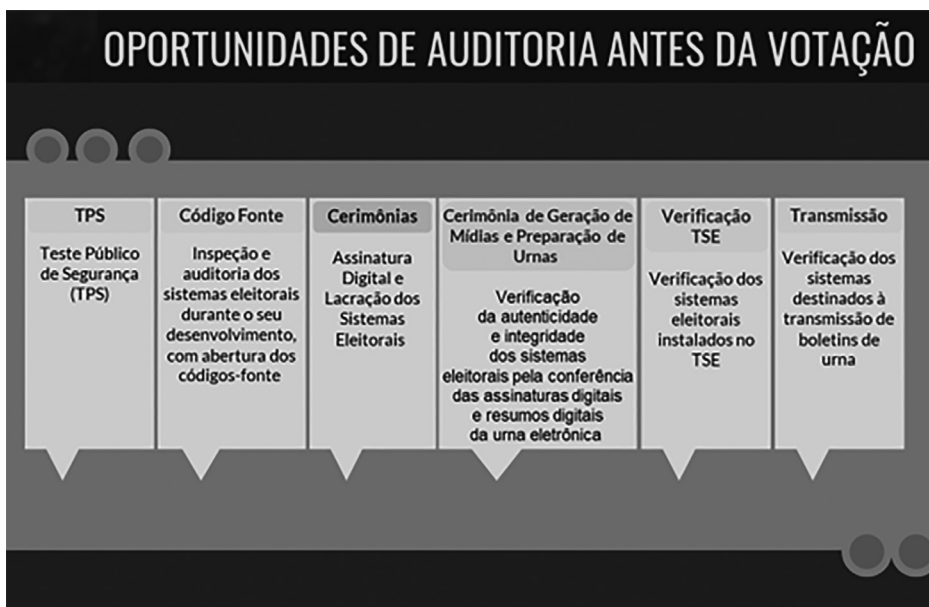 OPORTUNIDADES DE AUDITORIA ANTES DA VOTAÇÃO
TPS
Teste Público
de Segurança
(TPS)
Código Fonte
Inspeção e
auditoria dos
sistemas eleitorais
durante o seu
desenvolvimento,
com abertura dos
códigos-fonte
Cerimônias
Assinatura
Digital e
Lacração dos
Sistemas
Eleitorais
Cerimônia de Geração de
Mídias e Preparação de
Urnas
Verificação
da autenticidade
e integridade
dos sistemas
eleitorais pela conferência
das assinaturas digitais
e resumos digitais
da urna eletrônica
Verificação
TSE
Verificação dos
sistemas
eleitorais
instalados no
TSE
Transmissão
Verificação dos
sistemas
destinados à
transmissão de
boletins de
urna